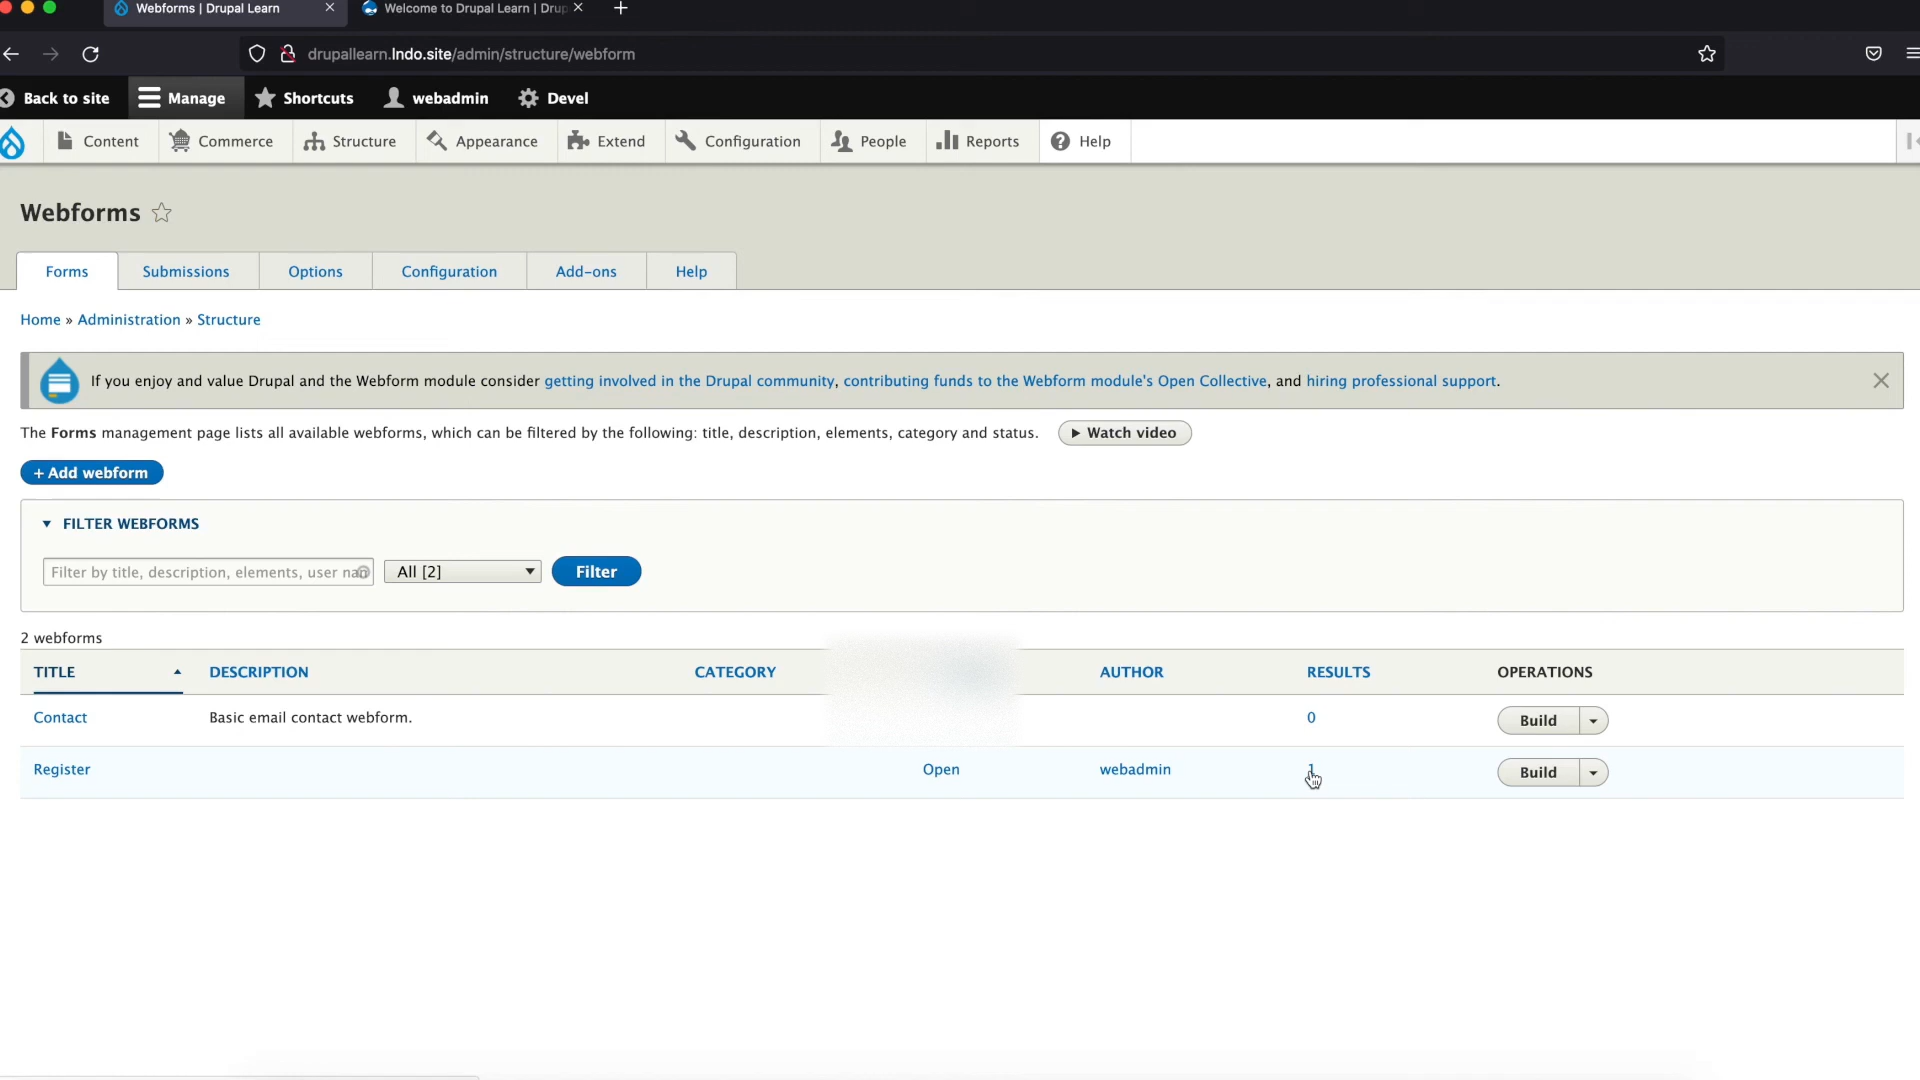 Webforms | Drupal Learn
Welcome to Drupal Learn | Drup
drupallearn.lndo.site/admin/structure/webform
Back to site Manage Shortcuts webadmin Devel
Content Commerce Structure Appearance Extend Configuration People Reports Help
Webforms
Forms Submissions Options Configuration Add-ons Help
Home » Administration » Structure
If you enjoy and value Drupal and the Webform module consider getting involved in the Drupal community, contributing funds to the Webform module's Open Collective, and hiring professional support.
The Forms management page lists all available webforms, which can be filtered by the following: title, description, elements, category and status. Watch video
+ Add webform
FILTER WEBFORMS
Filter by title, description, elements, user nam All [2] Filter
2 webforms
TITLE DESCRIPTION CATEGORY AUTHOR RESULTS OPERATIONS
Contact Basic email contact webform. 0 Build
Register Open webadmin 1 Build